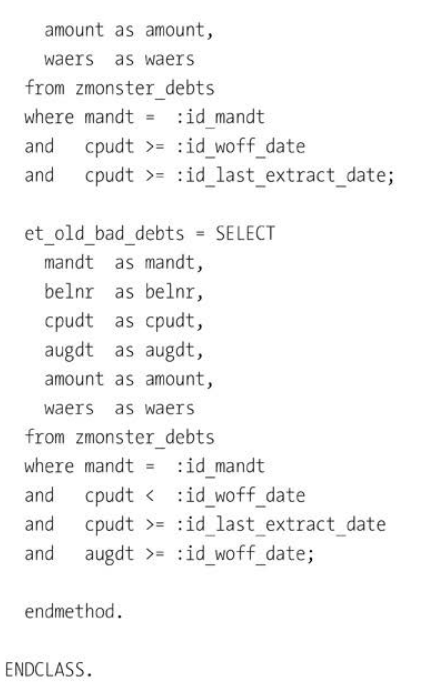 amount as amount,
waers as waers
from zmonster_debts
where mandt = :id_mandt
and cpudt >= :id_woff_date
and cpudt >= :id_last_extract_date;
et_old_bad_debts = SELECT
mandt as mandt,
belnr as belnr,
cpudt as cpudt,
augdt as augdt,
amount as amount,
waers as waers
from zmonster_debts
where mandt = :id_mandt
and cpudt < :id_woff_date
and cpudt >= :id_last_extract_date
and augdt >= :id_woff_date;
endmethod.
ENDCLASS.